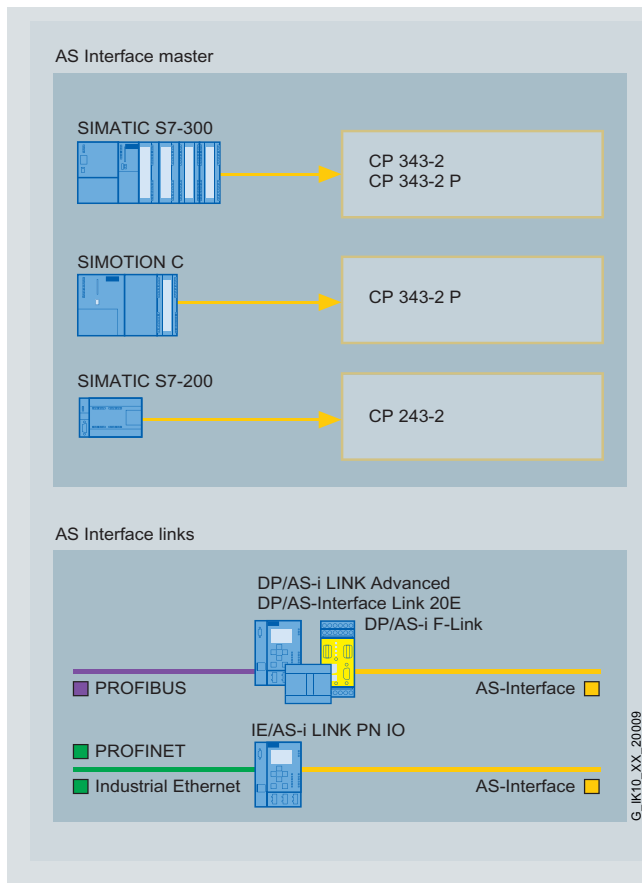 AS Interface master
SIMATIC S7-300
CP 343-2
CP 343-2 P
SIMOTION C
CP 343-2 P
SIMATIC S7-200
CP 243-2
AS Interface links
DP/AS-i LINK Advanced
DP/AS-Interface Link 20E
DP/AS-i F-Link
PROFIBUS
AS-Interface
IE/AS-i LINK PN IO
PROFINET
Industrial Ethernet
AS-Interface
G_IK10_XX_20009